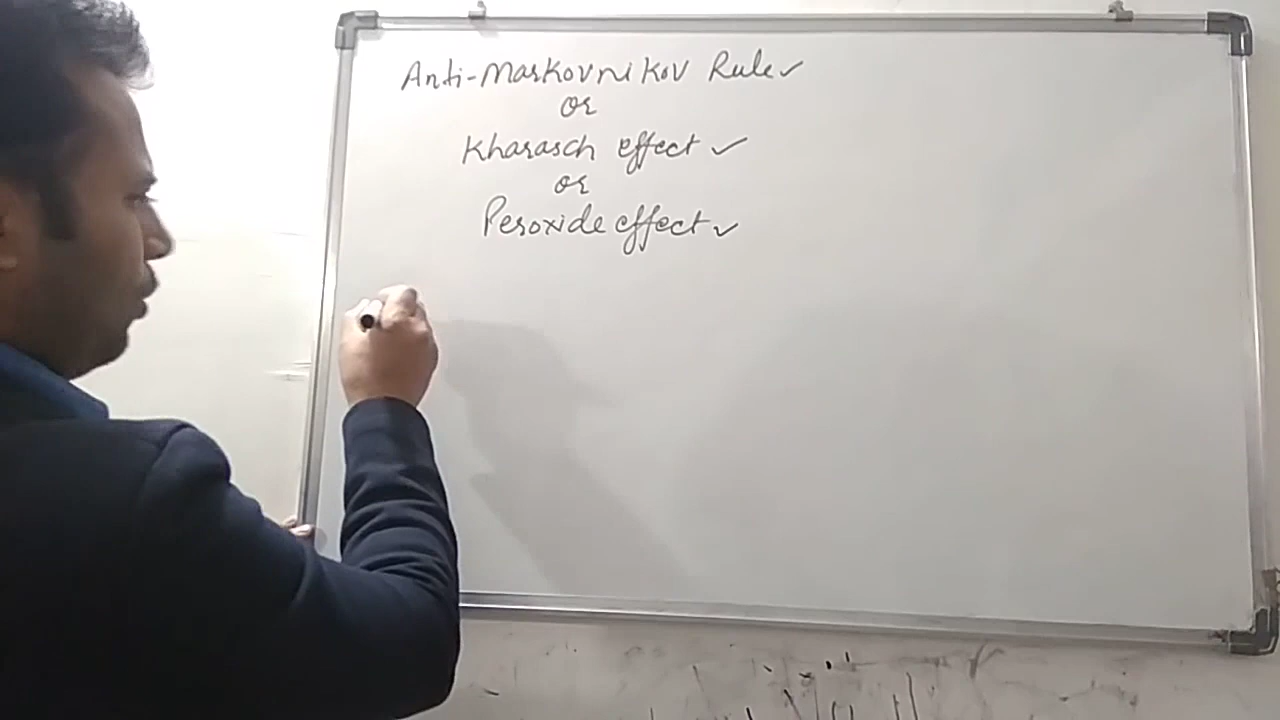 Anti-Markovnikov Rule ✓
or
Kharasch effect ✓
or
Peroxide effect ✓